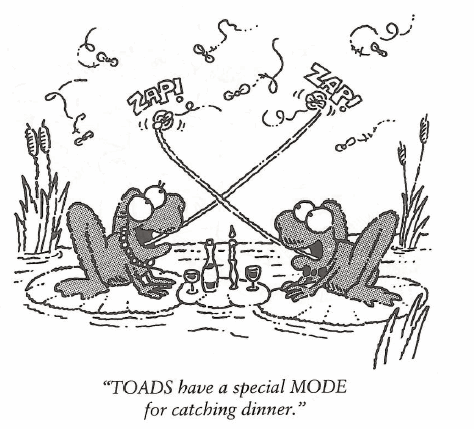 ZAP!
ZAP!
"TOADS have a special MODE
for catching dinner."